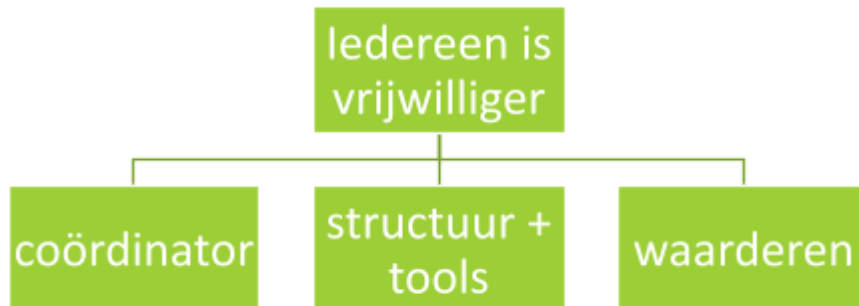 Iedereen is
vrijwilliger
coördinator
structuur +
tools
waarderen